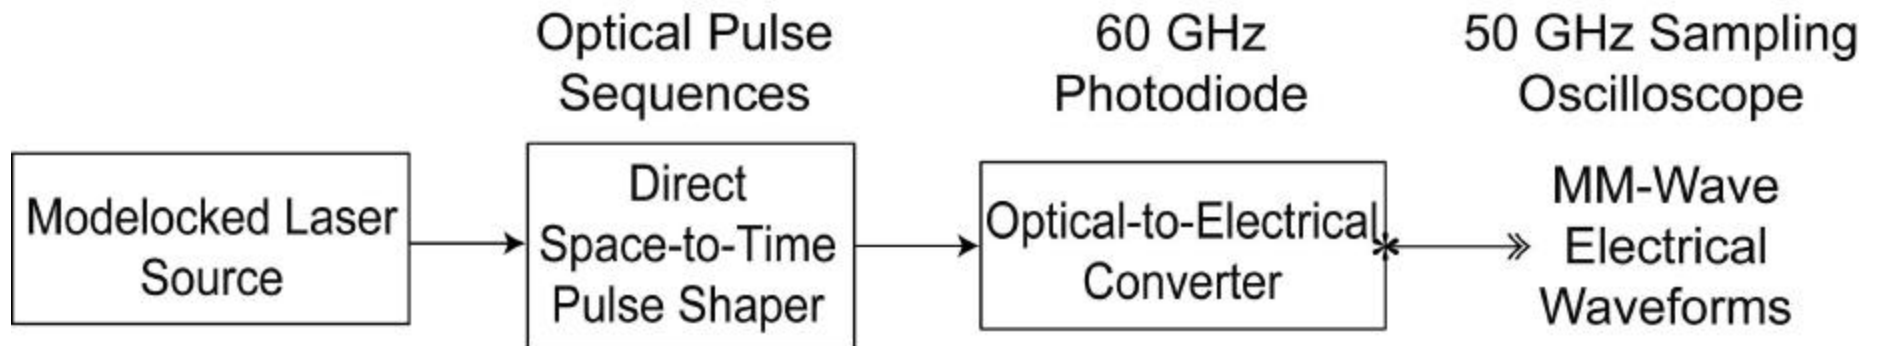 Optical Pulse
Sequences
60 GHz
Photodiode
50 GHz Sampling
Oscilloscope
Modelocked Laser
Source
Direct
Space-to-Time
Pulse Shaper
Optical-to-Electrical
Converter
MM-Wave
Electrical
Waveforms